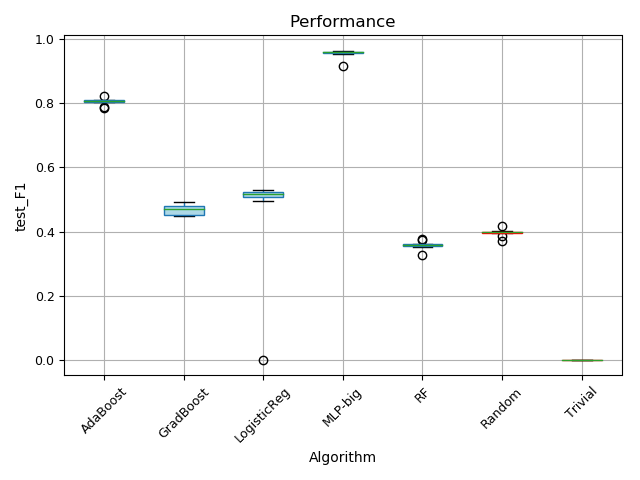 Performance
test_F1
1.0
0.8
0.6
0.4
0.2
0.0
AdaBoost
GradBoost
LogisticReg
MLP-big
RF
Random
Trivial
Algorithm